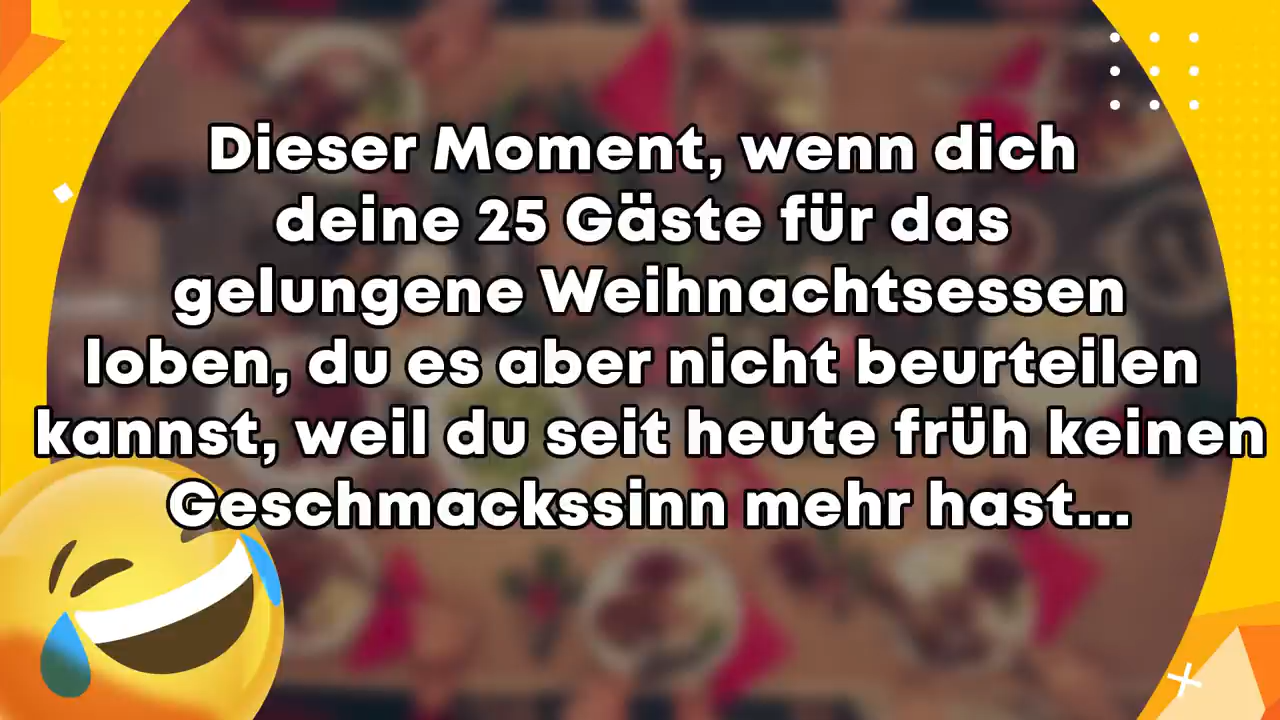 Dieser Moment, wenn dich
deine 25 Gäste für das
gelungene Weihnachtsessen
loben, du es aber nicht beurteilen
kannst, weil du seit heute früh keinen
Geschmackssinn mehr hast...